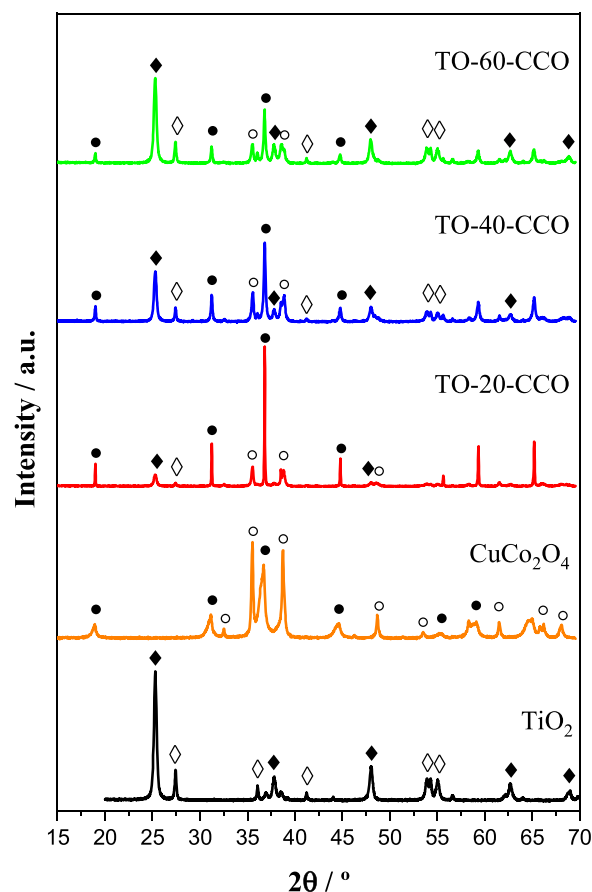 TO-60-CCO
TO-40-CCO
TO-20-CCO
CuCo₂O₄
TiO₂
Intensity / a.u.
15 20 25 30 35 40 45 50 55 60 65 70
2θ / °